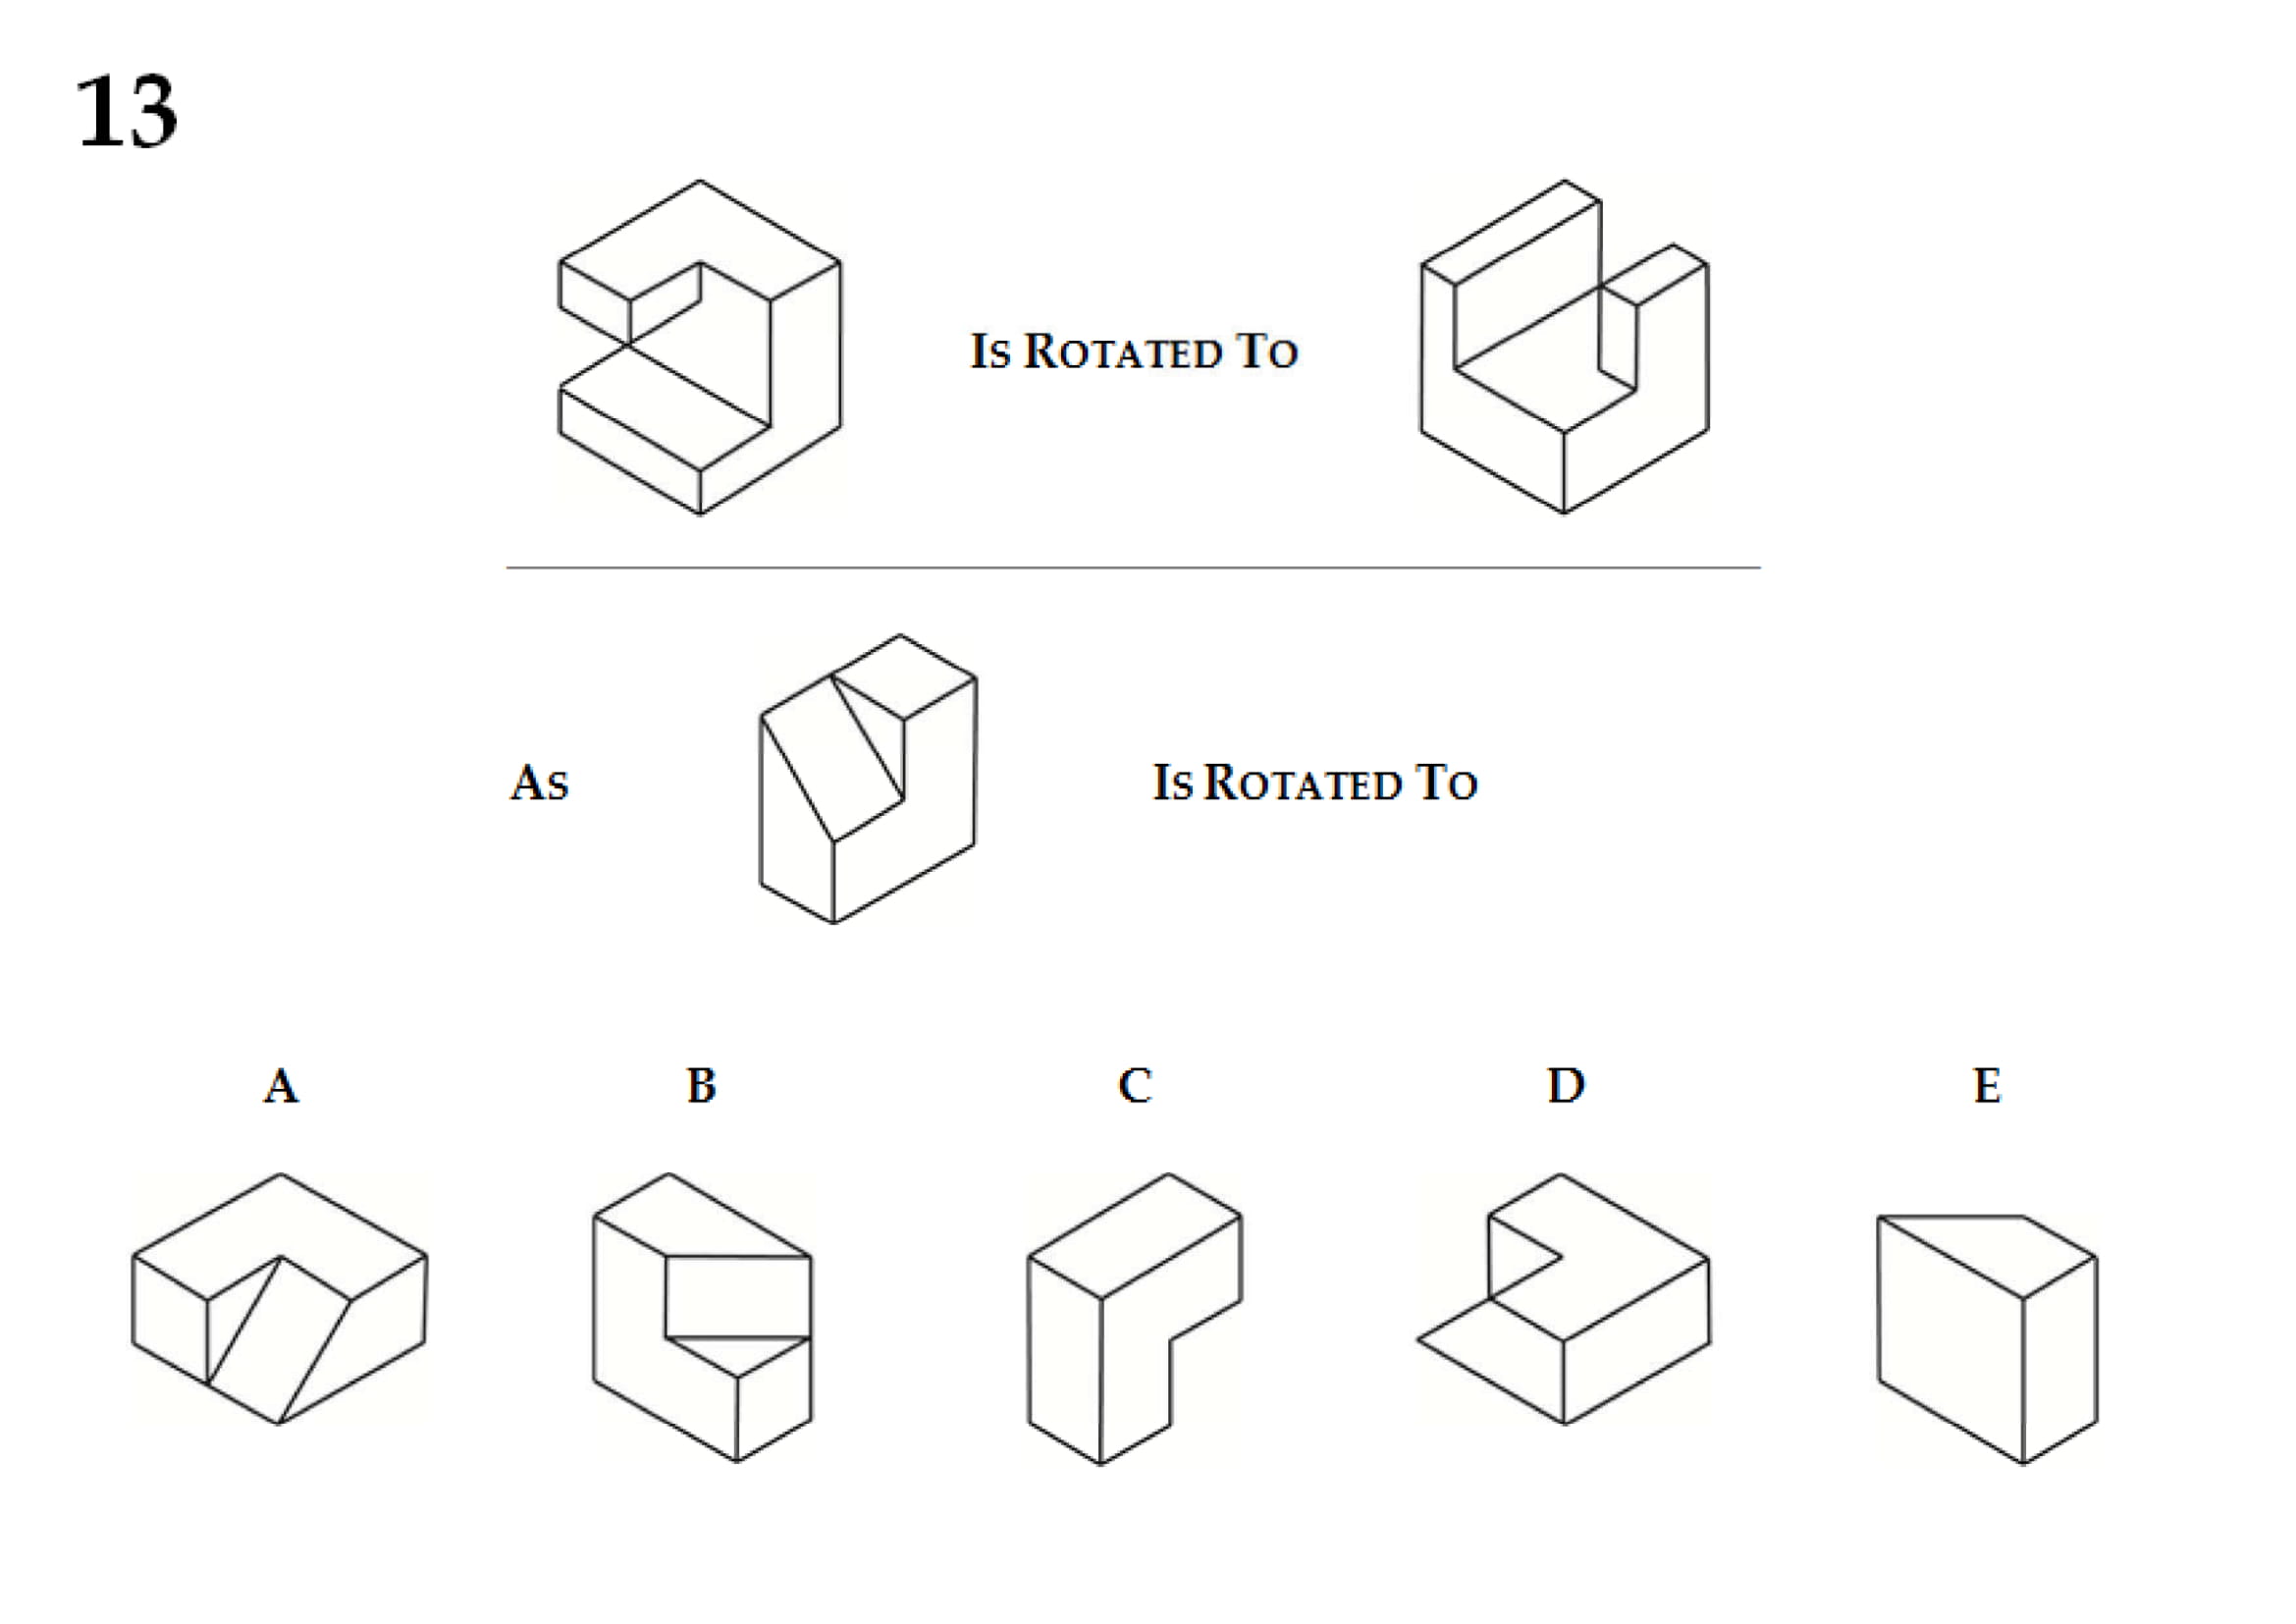 13
IS ROTATED TO
AS
IS ROTATED TO
A B C D E